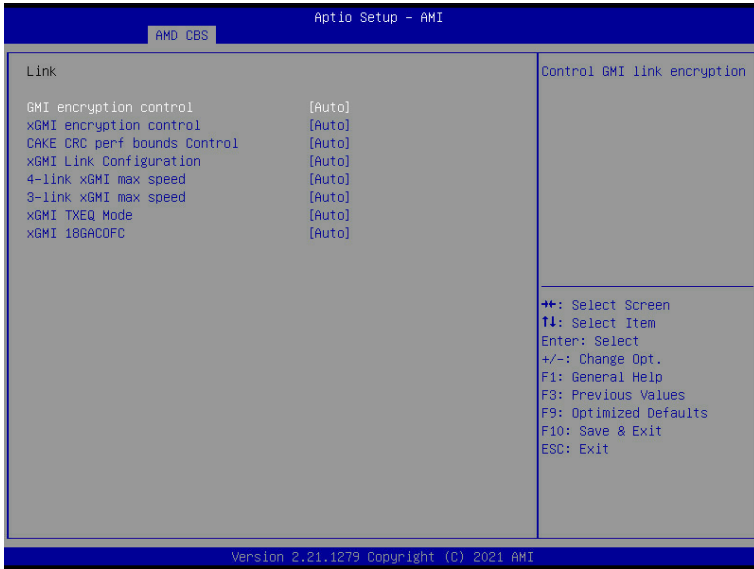 Aptio Setup - AMI
AMD CBS
Link
GMI encryption control [Auto]
xGMI encryption control [Auto]
CAKE CRC perf bounds Control [Auto]
xGMI Link Configuration [Auto]
4-link xGMI max speed [Auto]
3-link xGMI max speed [Auto]
xGMI TXEQ Mode [Auto]
xGMI 18GACOFC [Auto]
Control GMI link encryption
→←: Select Screen
↑↓: Select Item
Enter: Select
+/-: Change Opt.
F1: General Help
F3: Previous Values
F9: Optimized Defaults
F10: Save & Exit
ESC: Exit
Version 2.21.1279 Copyright (C) 2021 AMI